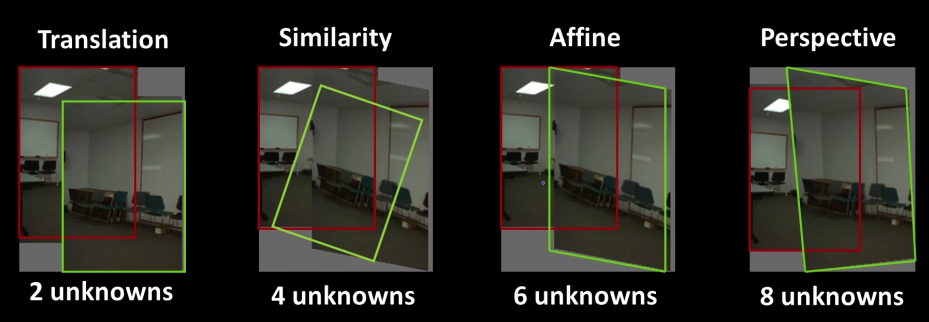 Translation
Similarity
Affine
Perspective
2 unknowns
4 unknowns
6 unknowns
8 unknowns